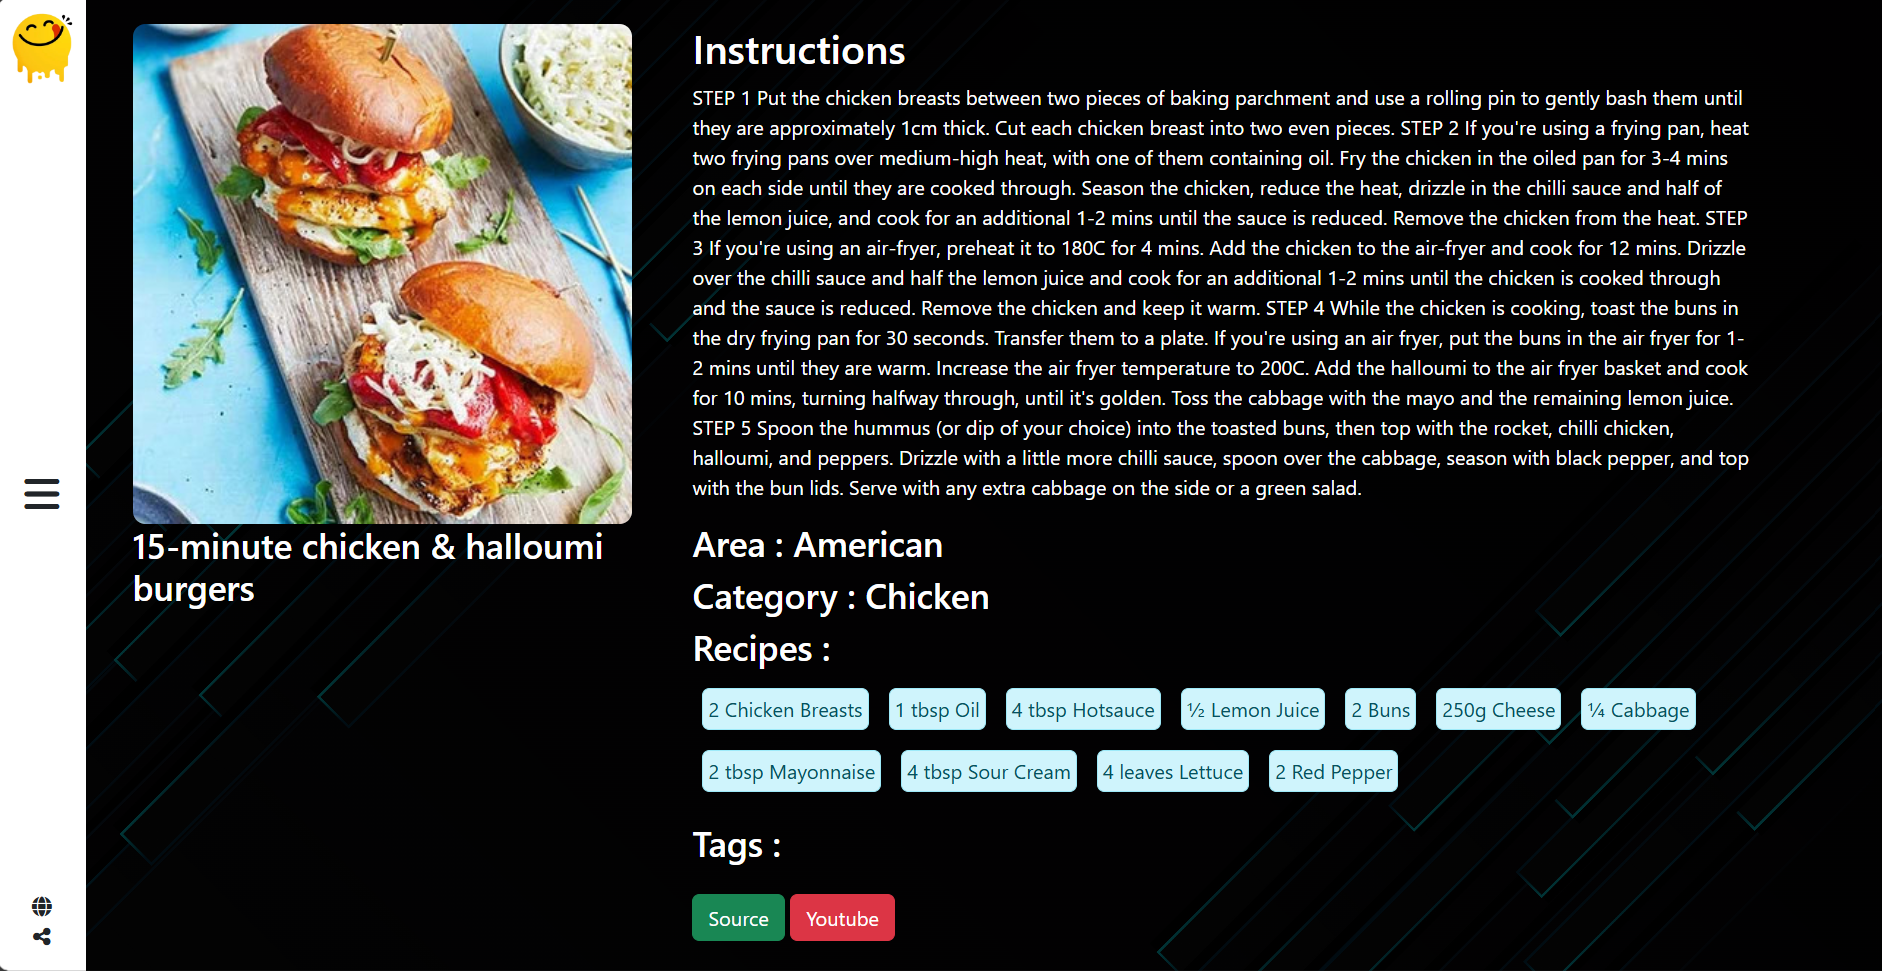 15-minute chicken & halloumi
burgers
Instructions
STEP 1 Put the chicken breasts between two pieces of baking parchment and use a rolling pin to gently bash them until
they are approximately 1cm thick. Cut each chicken breast into two even pieces. STEP 2 If you're using a frying pan, heat
two frying pans over medium-high heat, with one of them containing oil. Fry the chicken in the oiled pan for 3-4 mins
on each side until they are cooked through. Season the chicken, reduce the heat, drizzle in the chilli sauce and half of
the lemon juice, and cook for an additional 1-2 mins until the sauce is reduced. Remove the chicken from the heat. STEP
3 If you're using an air-fryer, preheat it to 180C for 4 mins. Add the chicken to the air-fryer and cook for 12 mins. Drizzle
over the chilli sauce and half the lemon juice and cook for an additional 1-2 mins until the chicken is cooked through
and the sauce is reduced. Remove the chicken and keep it warm. STEP 4 While the chicken is cooking, toast the buns in
the dry frying pan for 30 seconds. Transfer them to a plate. If you're using an air fryer, put the buns in the air fryer for 1-
2 mins until they are warm. Increase the air fryer temperature to 200C. Add the halloumi to the air fryer basket and cook
for 10 mins, turning halfway through, until it's golden. Toss the cabbage with the mayo and the remaining lemon juice.
STEP 5 Spoon the hummus (or dip of your choice) into the toasted buns, then top with the rocket, chilli chicken,
halloumi, and peppers. Drizzle with a little more chilli sauce, spoon over the cabbage, season with black pepper, and top
with the bun lids. Serve with any extra cabbage on the side or a green salad.
Area : American
Category : Chicken
Recipes :
2 Chicken Breasts 1 tbsp Oil 4 tbsp Hotsauce ½ Lemon Juice 2 Buns 250g Cheese ¼ Cabbage
2 tbsp Mayonnaise 4 tbsp Sour Cream 4 leaves Lettuce 2 Red Pepper
Tags :
Source Youtube